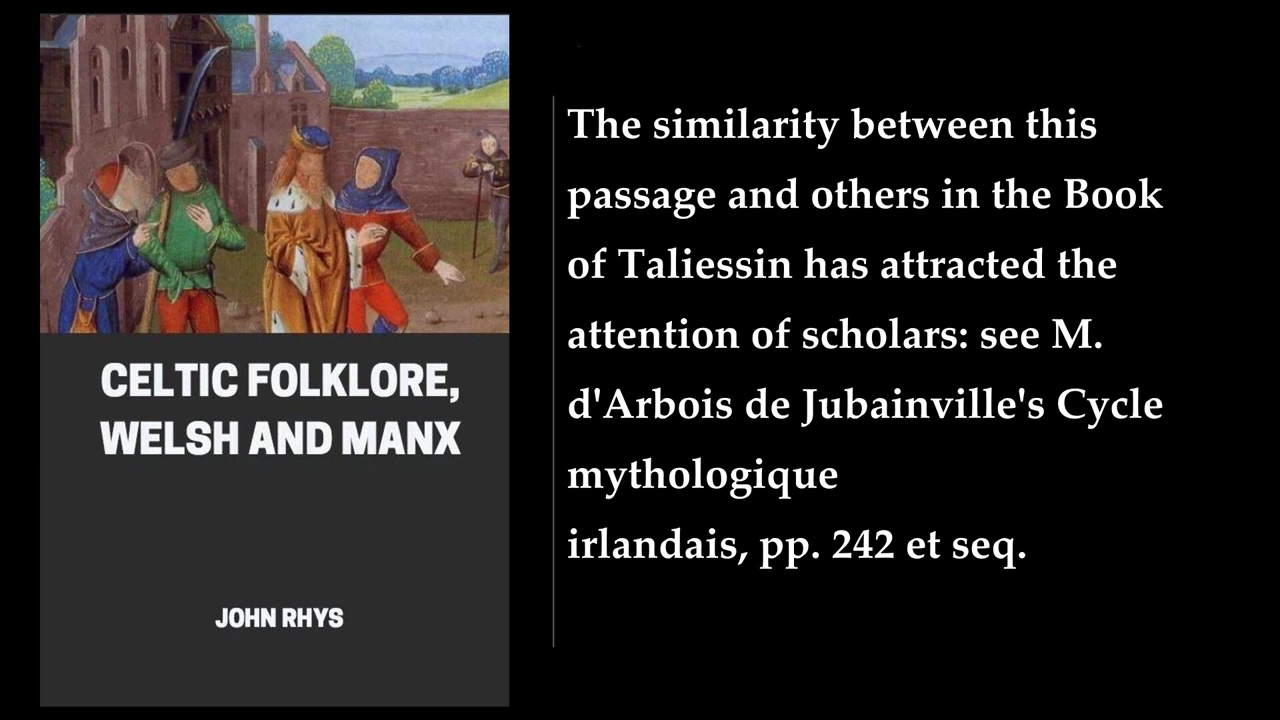 CELTIC FOLKLORE,
WELSH AND MANX
JOHN RHYS
The similarity between this
passage and others in the Book
of Taliessin has attracted the
attention of scholars: see M.
d'Arbois de Jubainville's Cycle
mythologique
irlandais, pp. 242 et seq.